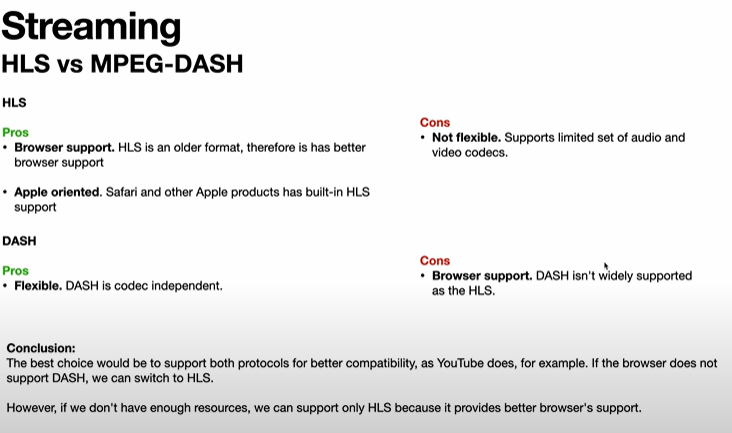 Streaming
HLS vs MPEG-DASH
HLS
Pros
• Browser support. HLS is an older format, therefore is has better
browser support
• Apple oriented. Safari and other Apple products has built-in HLS
support
Cons
• Not flexible. Supports limited set of audio and
video codecs.
DASH
Pros
• Flexible. DASH is codec independent.
Cons
• Browser support. DASH isn't widely supported
as the HLS.
Conclusion:
The best choice would be to support both protocols for better compatibility, as YouTube does, for example. If the browser does not
support DASH, we can switch to HLS.
However, if we don't have enough resources, we can support only HLS because it provides better browser's support.